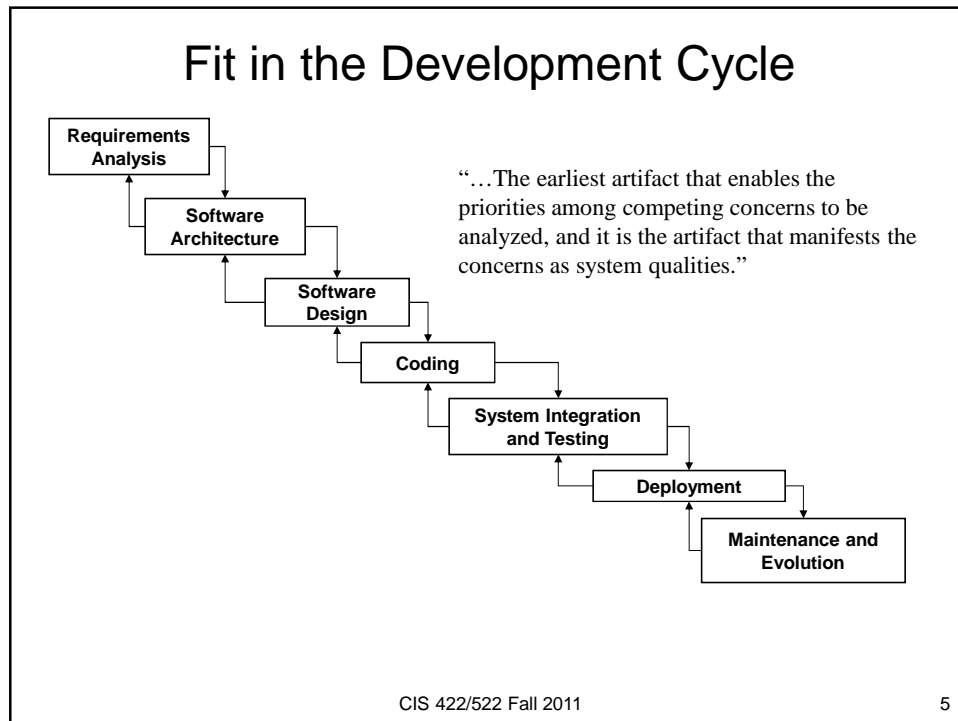 Fit in the Development Cycle
Requirements
Analysis
“…The earliest artifact that enables the
priorities among competing concerns to be
analyzed, and it is the artifact that manifests the
concerns as system qualities.”
Software
Architecture
Software
Design
Coding
System Integration
and Testing
Deployment
Maintenance and
Evolution
CIS 422/522 Fall 2011
5